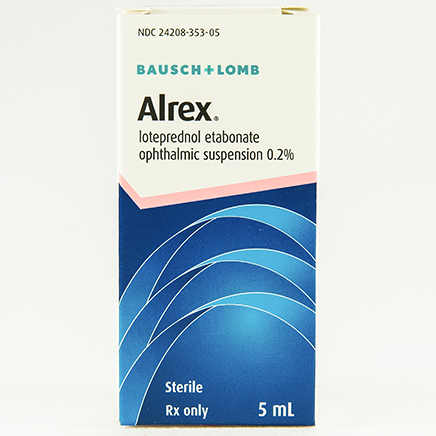 NDC 24208-353-05
BAUSCH+LOMB
Alrex®
loteprednol etabonate
ophthalmic suspension 0.2%
Sterile
Rx only 5 mL